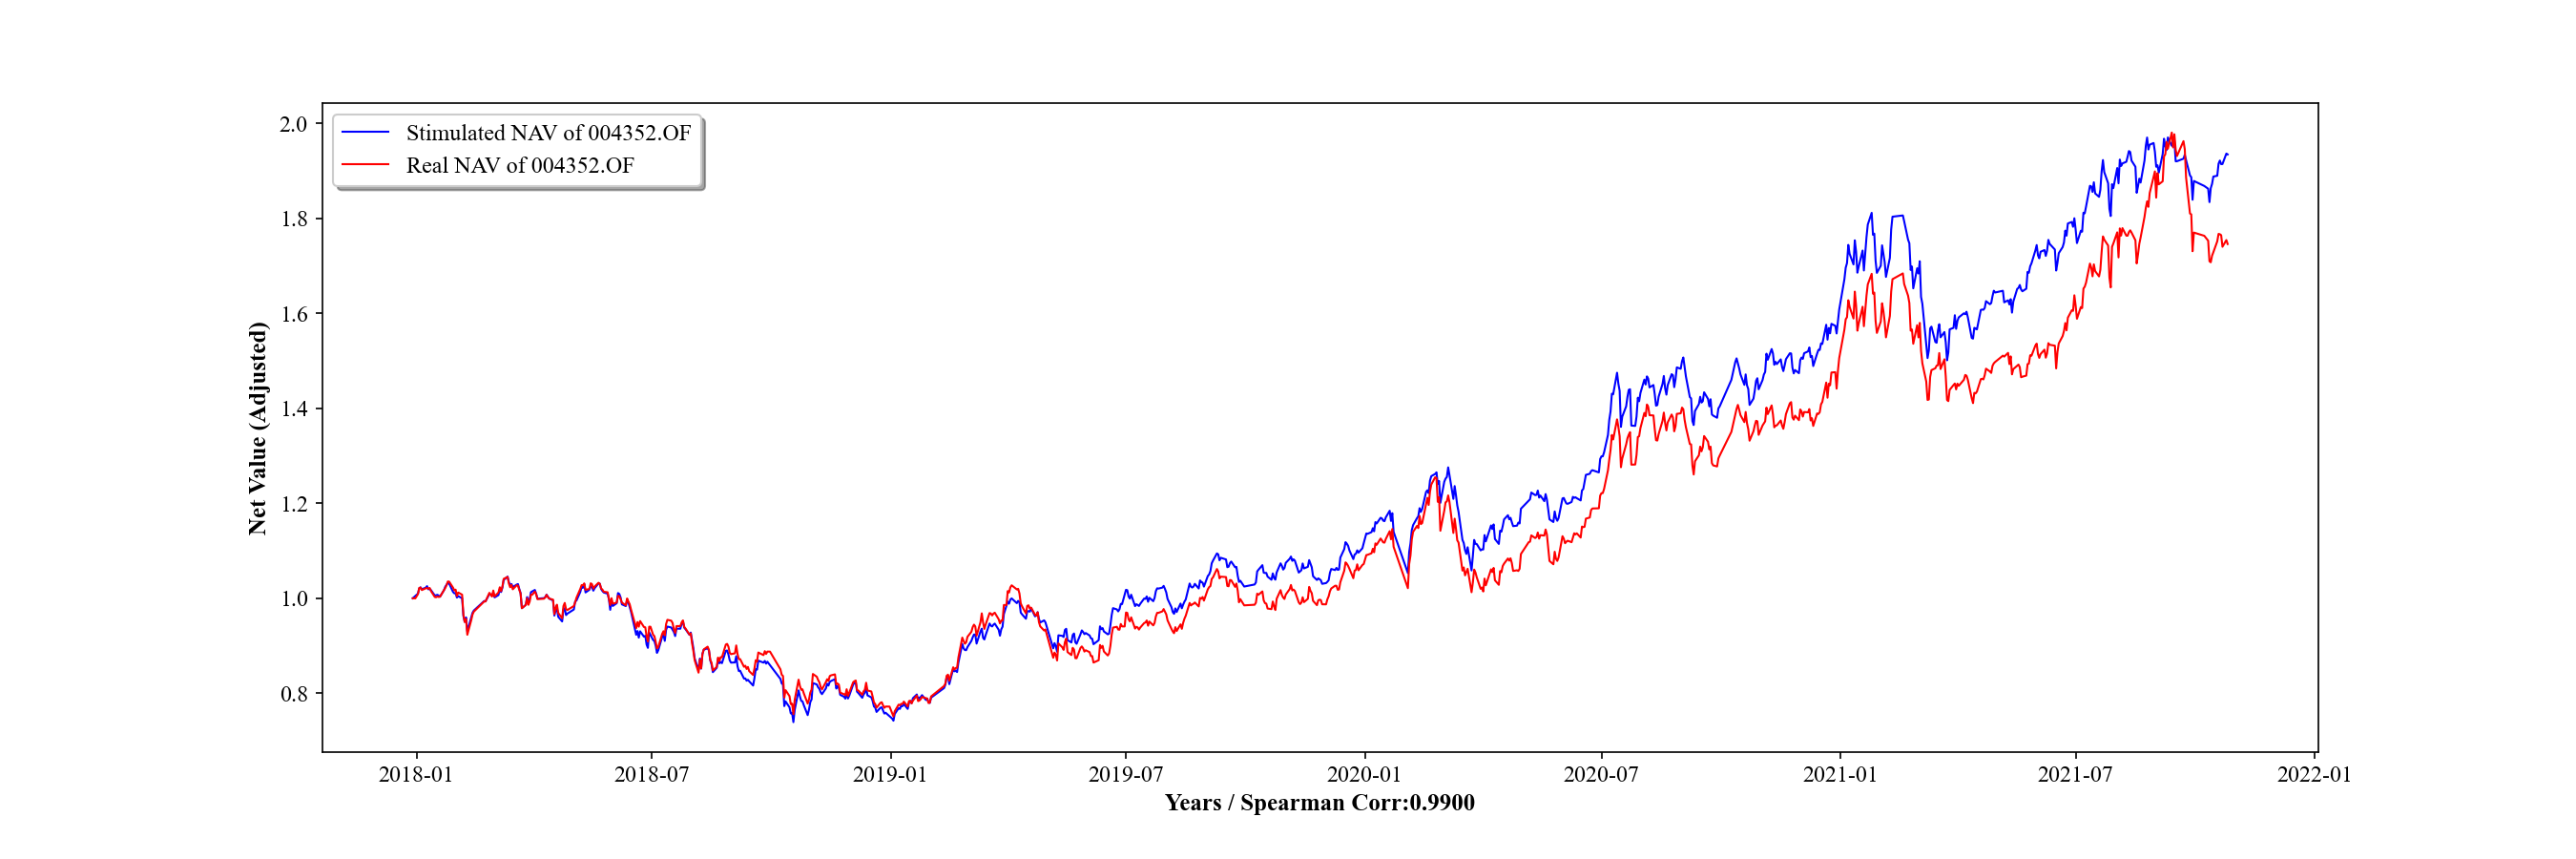 Stimulated NAV of 004352.OF
Real NAV of 004352.OF
Net Value (Adjusted)
2.0
1.8
1.6
1.4
1.2
1.0
0.8
2018-01 2018-07 2019-01 2019-07 2020-01 2020-07 2021-01 2021-07 2022-01
Years / Spearman Corr:0.9900